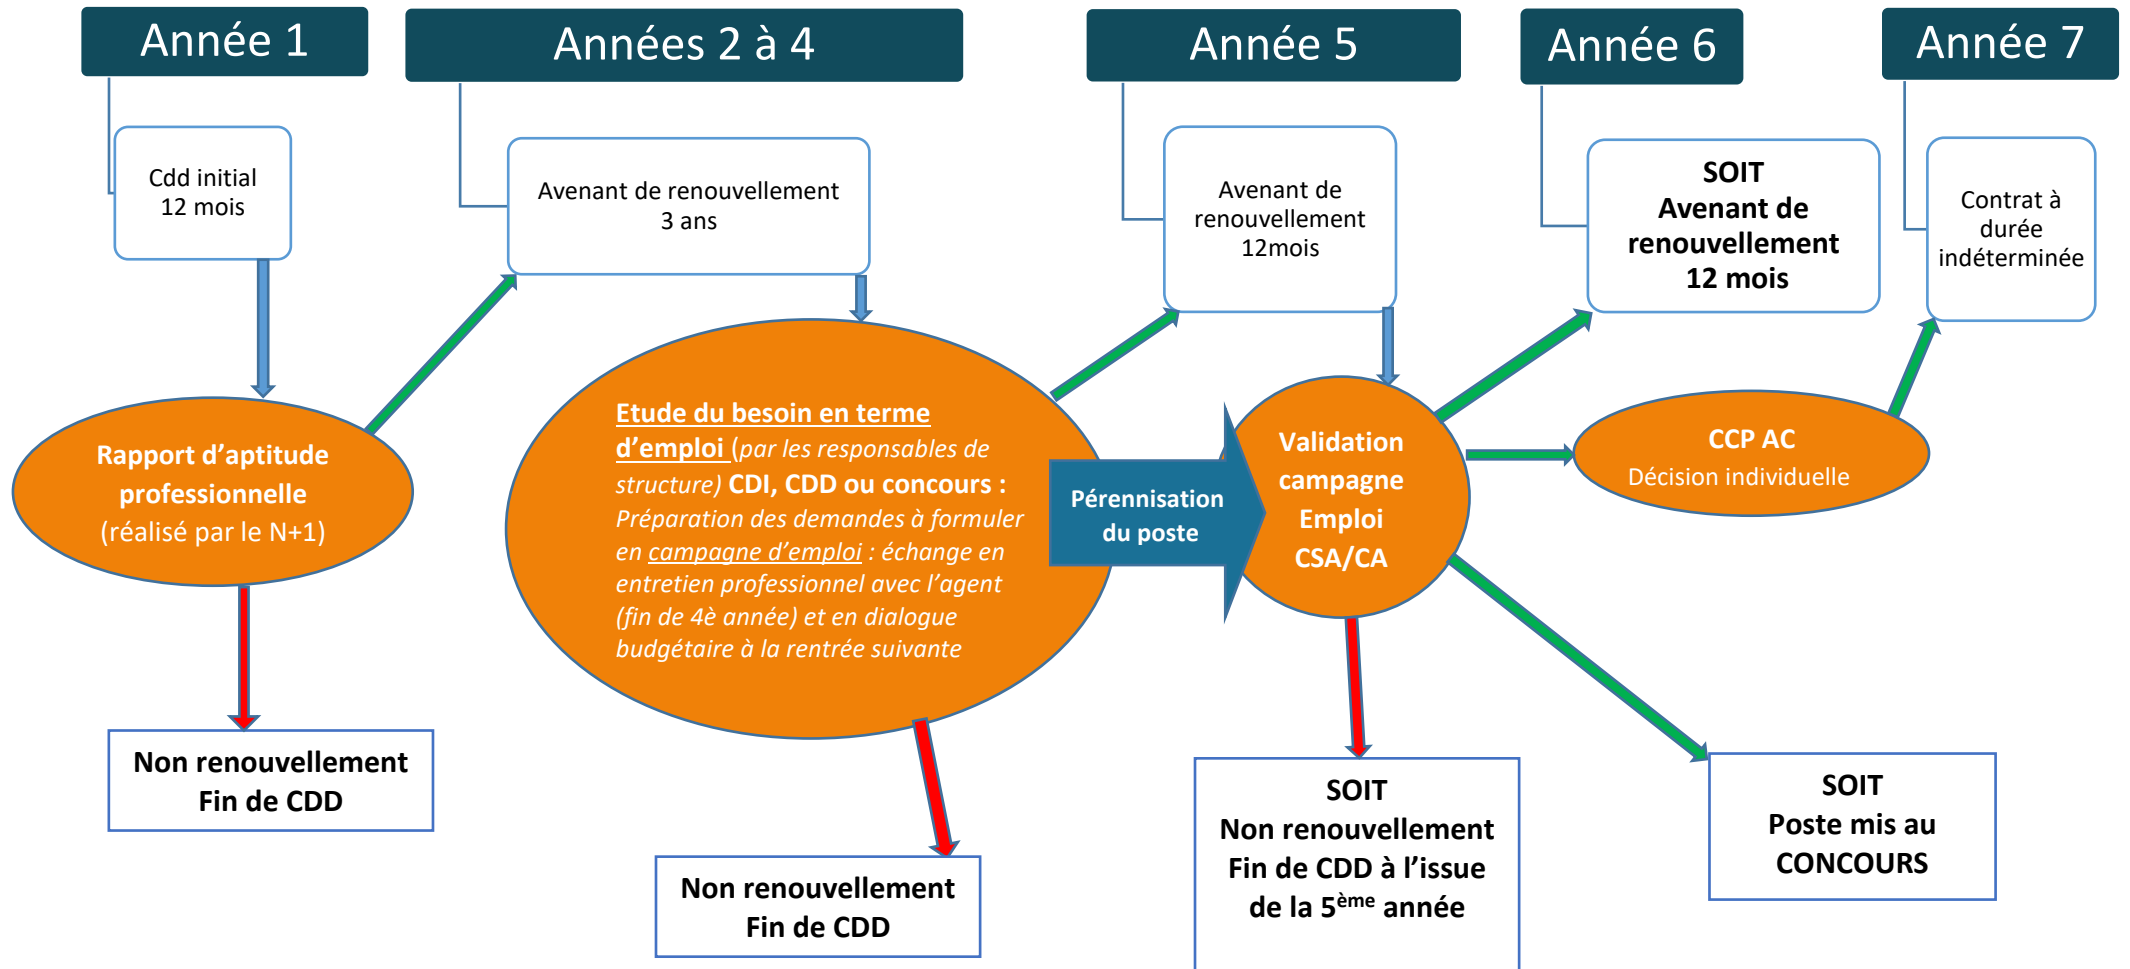 Année 1
Années 2 à 4
Année 5
Année 6
Année 7
Cdd initial
12 mois
Avenant de renouvellement
3 ans
Avenant de
renouvellement
12mois
SOIT
Avenant de
renouvellement
12 mois
Contrat à
durée
indéterminée
Rapport d’aptitude
professionnelle
(réalisé par le N+1)
Etude du besoin en terme
d’emploi (par les responsables de
structure) CDI, CDD ou concours :
Préparation des demandes à formuler
en campagne d’emploi : échange en
entretien professionnel avec l’agent
(fin de 4è année) et en dialogue
budgétaire à la rentrée suivante
Pérennisation
du poste
Validation
campagne
Emploi
CSA/CA
CCP AC
Décision individuelle
Non renouvellement
Fin de CDD
Non renouvellement
Fin de CDD
SOIT
Non renouvellement
Fin de CDD à l’issue
de la 5ème année
SOIT
Poste mis au
CONCOURS